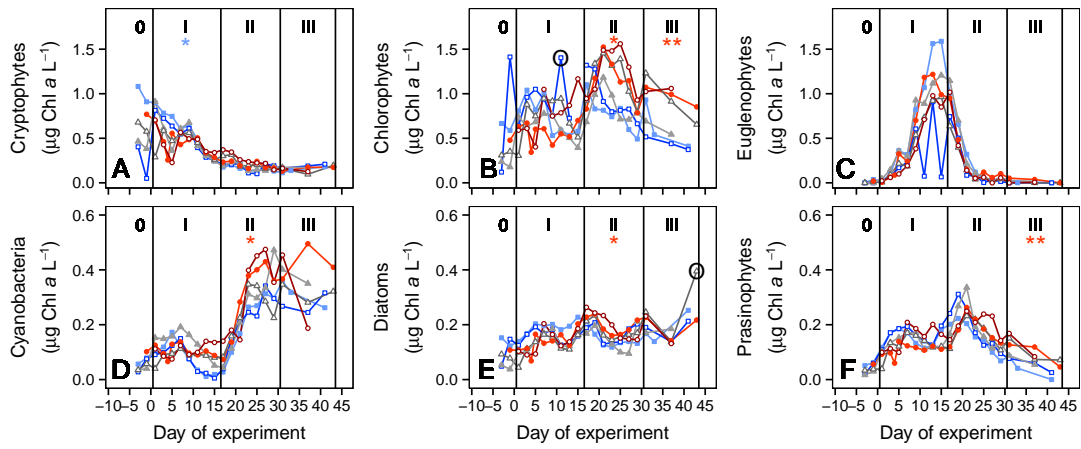 0 I II III
*
1.5
1.0
0.5
0.0
Cryptophytes
(µg Chl a L⁻¹)
A
0 I II III
* **
1.5
1.0
0.5
0.0
Chlorophytes
(µg Chl a L⁻¹)
B
0 I II III
1.5
1.0
0.5
0.0
Euglenophytes
(µg Chl a L⁻¹)
C
0 I II III
*
0.6
0.4
0.2
0.0
Cyanobacteria
(µg Chl a L⁻¹)
D
−10 −5 0 5 10 15 20 25 30 35 45
Day of experiment
0 I II III
*
0.6
0.4
0.2
0.0
Diatoms
(µg Chl a L⁻¹)
E
−10 −5 0 5 10 15 20 25 30 35 45
Day of experiment
0 I II III
**
0.6
0.4
0.2
0.0
Prasinophytes
(µg Chl a L⁻¹)
F
−10 −5 0 5 10 15 20 25 30 35 45
Day of experiment